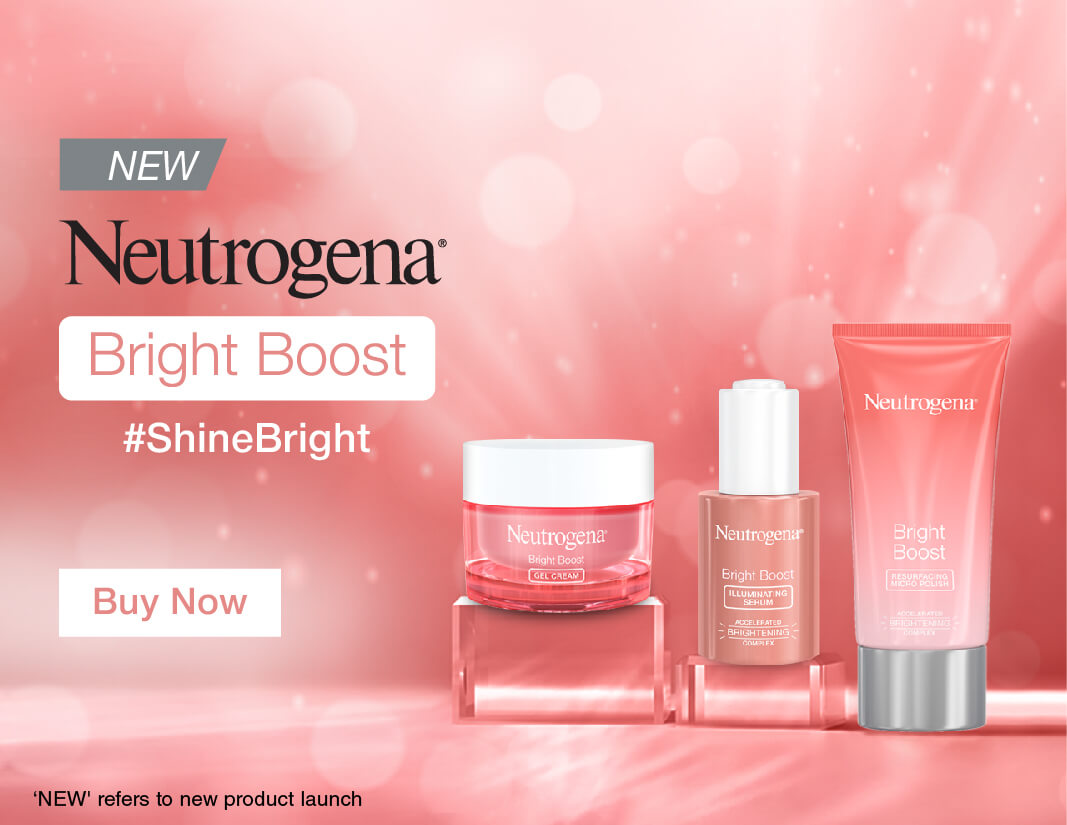 NEW
Neutrogena®
Bright Boost
#ShineBright
Buy Now
‘NEW' refers to new product launch
Neutrogena®
Bright Boost
GEL CREAM
Neutrogena®
Bright Boost
ILLUMINATING
SERUM
ACCELERATED
BRIGHTENING
COMPLEX
Neutrogena®
Bright
Boost
RESURFACING
MICRO POLISH
ACCELERATED
BRIGHTENING
COMPLEX